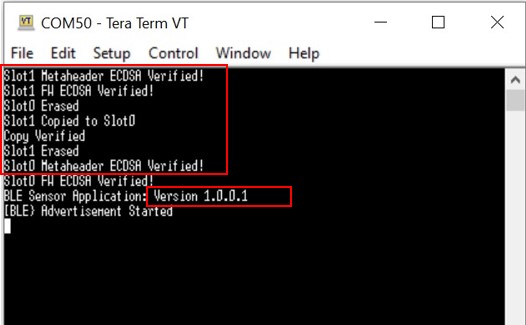 COM50 - Tera Term VT
File Edit Setup Control Window Help
Slot1 Metaheader ECDSA Verified!
Slot1 FW ECDSA Verified!
Slot0 Erased
Slot1 Copied to Slot0
Copy Verified
Slot1 Erased
Slot0 Metaheader ECDSA Verified!
Slot0 FW ECDSA Verified!
BLE Sensor Application: Version 1.0.0.1
[BLE} Advertisement Started